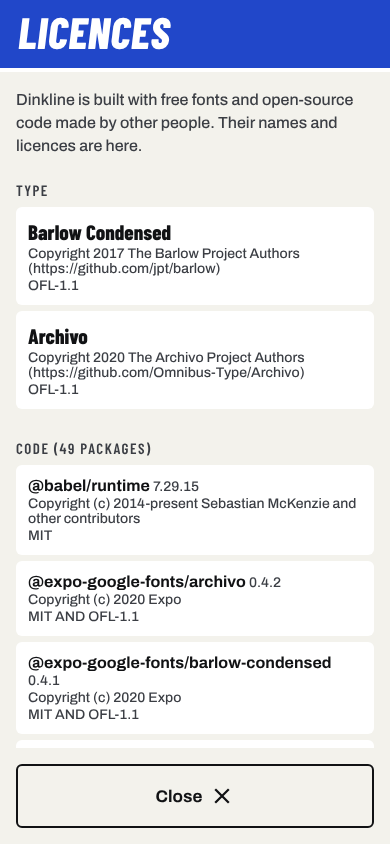 LICENCES
Dinkline is built with free fonts and open-source
code made by other people. Their names and
licences are here.
TYPE
Barlow Condensed
Copyright 2017 The Barlow Project Authors
(https://github.com/jpt/barlow)
OFL-1.1
Archivo
Copyright 2020 The Archivo Project Authors
(https://github.com/Omnibus-Type/Archivo)
OFL-1.1
CODE (49 PACKAGES)
@babel/runtime 7.29.15
Copyright (c) 2014-present Sebastian McKenzie and
other contributors
MIT
@expo-google-fonts/archivo 0.4.2
Copyright (c) 2020 Expo
MIT AND OFL-1.1
@expo-google-fonts/barlow-condensed
0.4.1
Copyright (c) 2020 Expo
MIT AND OFL-1.1
Close